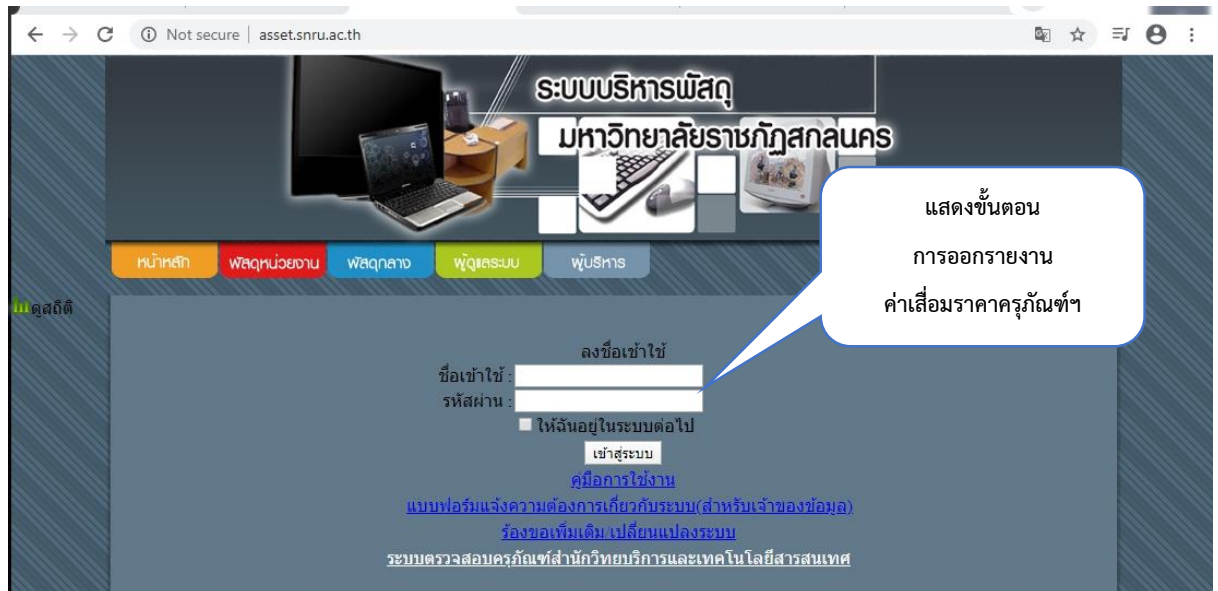 Not secure | asset.snru.ac.th
ระบบบริหารพัสดุ
มหาวิทยาลัยราชภัฏสกลนคร
แสดงขั้นตอน
การออกรายงาน
ค่าเสื่อมราคาครุภัณฑ์ฯ
หน้าหลัก พัสดุหน่วยงาน พัสดุกลาง ผู้ดูแลระบบ ผู้บริหาร
ดูสถิติ
ลงชื่อเข้าใช้
ชื่อเข้าใช้ :
รหัสผ่าน :
ให้ฉันอยู่ในระบบต่อไป
เข้าสู่ระบบ
คู่มือการใช้งาน
แบบฟอร์มแจ้งความต้องการเกี่ยวกับระบบ(สำหรับเจ้าของข้อมูล)
ร้องขอเพิ่มเติม/เปลี่ยนแปลงระบบ
ระบบตรวจสอบครุภัณฑ์สำนักวิทยบริการและเทคโนโลยีสารสนเทศ